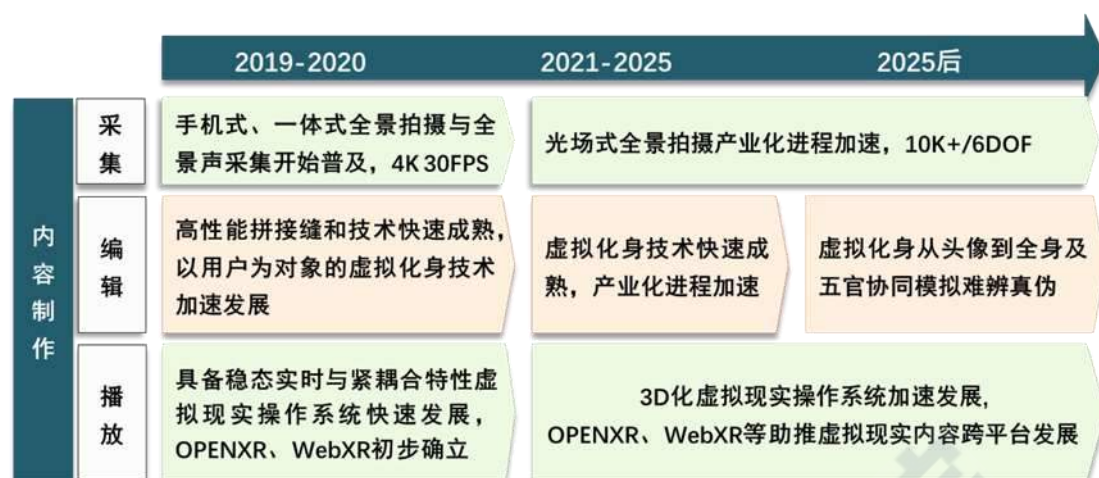 2019-2020
2021-2025
2025后
内容制作
采集
手机式、一体式全景拍摄与全
景声采集开始普及，4K 30FPS
光场式全景拍摄产业化进程加速，10K+/6DOF
编辑
高性能拼接缝和技术快速成熟，
以用户为对象的虚拟化身技术
加速发展
虚拟化身技术快速成
熟，产业化进程加速
虚拟化身从头像到全身及
五官协同模拟难辨真伪
播放
具备稳态实时与紧耦合特性虚
拟现实操作系统快速发展，
OPENXR、WebXR初步确立
3D化虚拟现实操作系统加速发展,
OPENXR、WebXR等助推虚拟现实内容跨平台发展